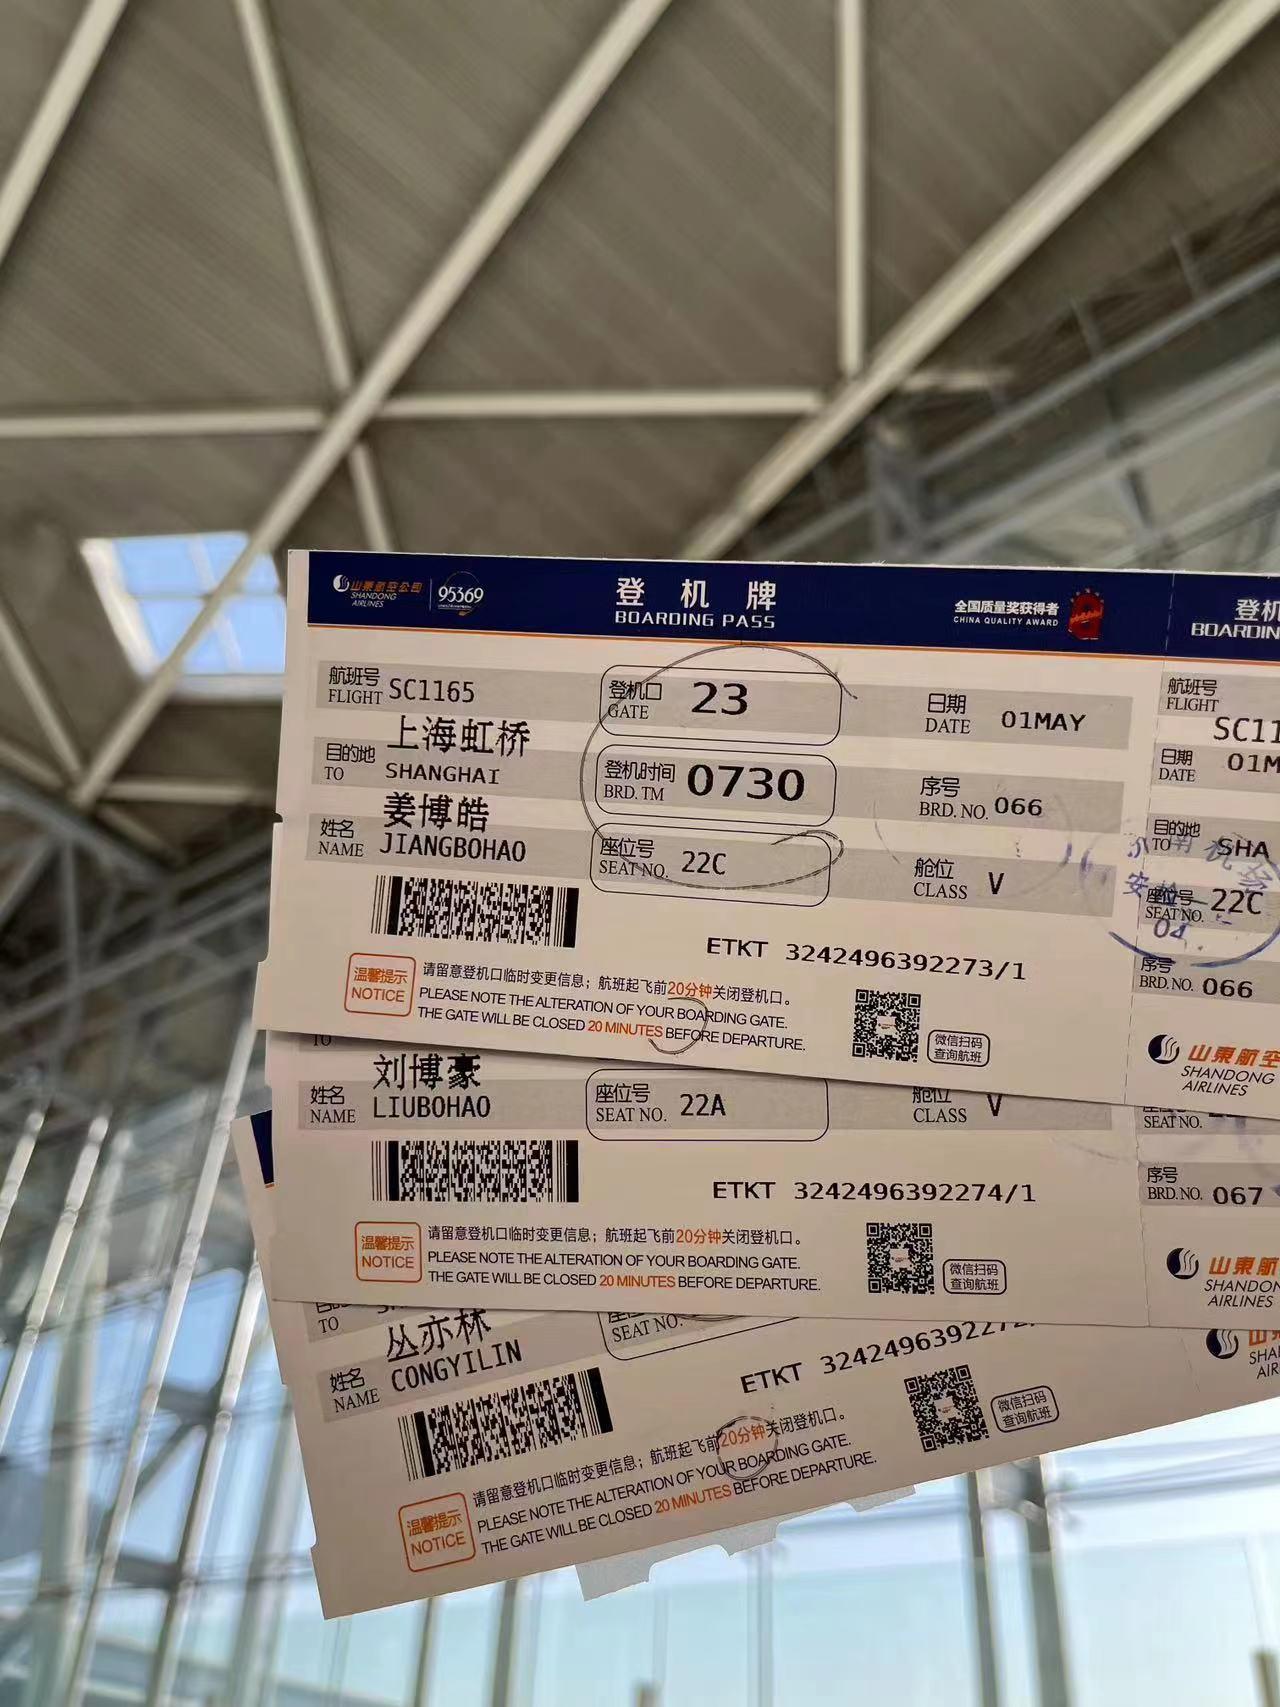 山東航空公司
SHANDONG
AIRLINES
95369
登机牌
BOARDING PASS
全国质量奖获得者
CHINA QUALITY AWARD
登机
BOARDIN
航班号
FLIGHT SC1165
登机口
GATE 23
日期
DATE 01MAY
航班号
FLIGHT
SC11
上海虹桥
目的地
TO SHANGHAI
登机时间
BRD. TM 0730
序号
BRD. NO. 066
日期
DATE 01M
姜博皓
姓名
NAME JIANGBOHAO
座位号
SEAT NO. 22C
舱位
CLASS V
目的地
TO SHA
座位号
SEAT NO. 22C
04
ETKT 3242496392273/1
序号
BRD. NO. 066
温馨提示
NOTICE
请留意登机口临时变更信息；航班起飞前20分钟关闭登机口。
PLEASE NOTE THE ALTERATION OF YOUR BOARDING GATE.
THE GATE WILL BE CLOSED 20 MINUTES BEFORE DEPARTURE.
微信扫码
查询航班
山東航空
SHANDONG
AIRLINES
TO
刘博豪
姓名
NAME LIUBOHAO
座位号
SEAT NO. 22A
舱位
CLASS V
SEAT NO.
ETKT 3242496392274/1
序号
BRD. NO. 067
温馨提示
NOTICE
请留意登机口临时变更信息；航班起飞前20分钟关闭登机口。
PLEASE NOTE THE ALTERATION OF YOUR BOARDING GATE.
THE GATE WILL BE CLOSED 20 MINUTES BEFORE DEPARTURE.
微信扫码
查询航班
山東航
SHANDON
AIRLINES
TO
丛亦林
姓名
NAME CONGYILIN
SEAT NO.
ETKT
温馨提示
NOTICE
请留意登机口临时变更信息；航班起飞前20分钟关闭登机口。
PLEASE NOTE THE ALTERATION OF YOUR BOARDING GATE.
THE GATE WILL BE CLOSED 20 MINUTES BEFORE DEPARTURE.
微信扫码
查询航班
SHA
AIR